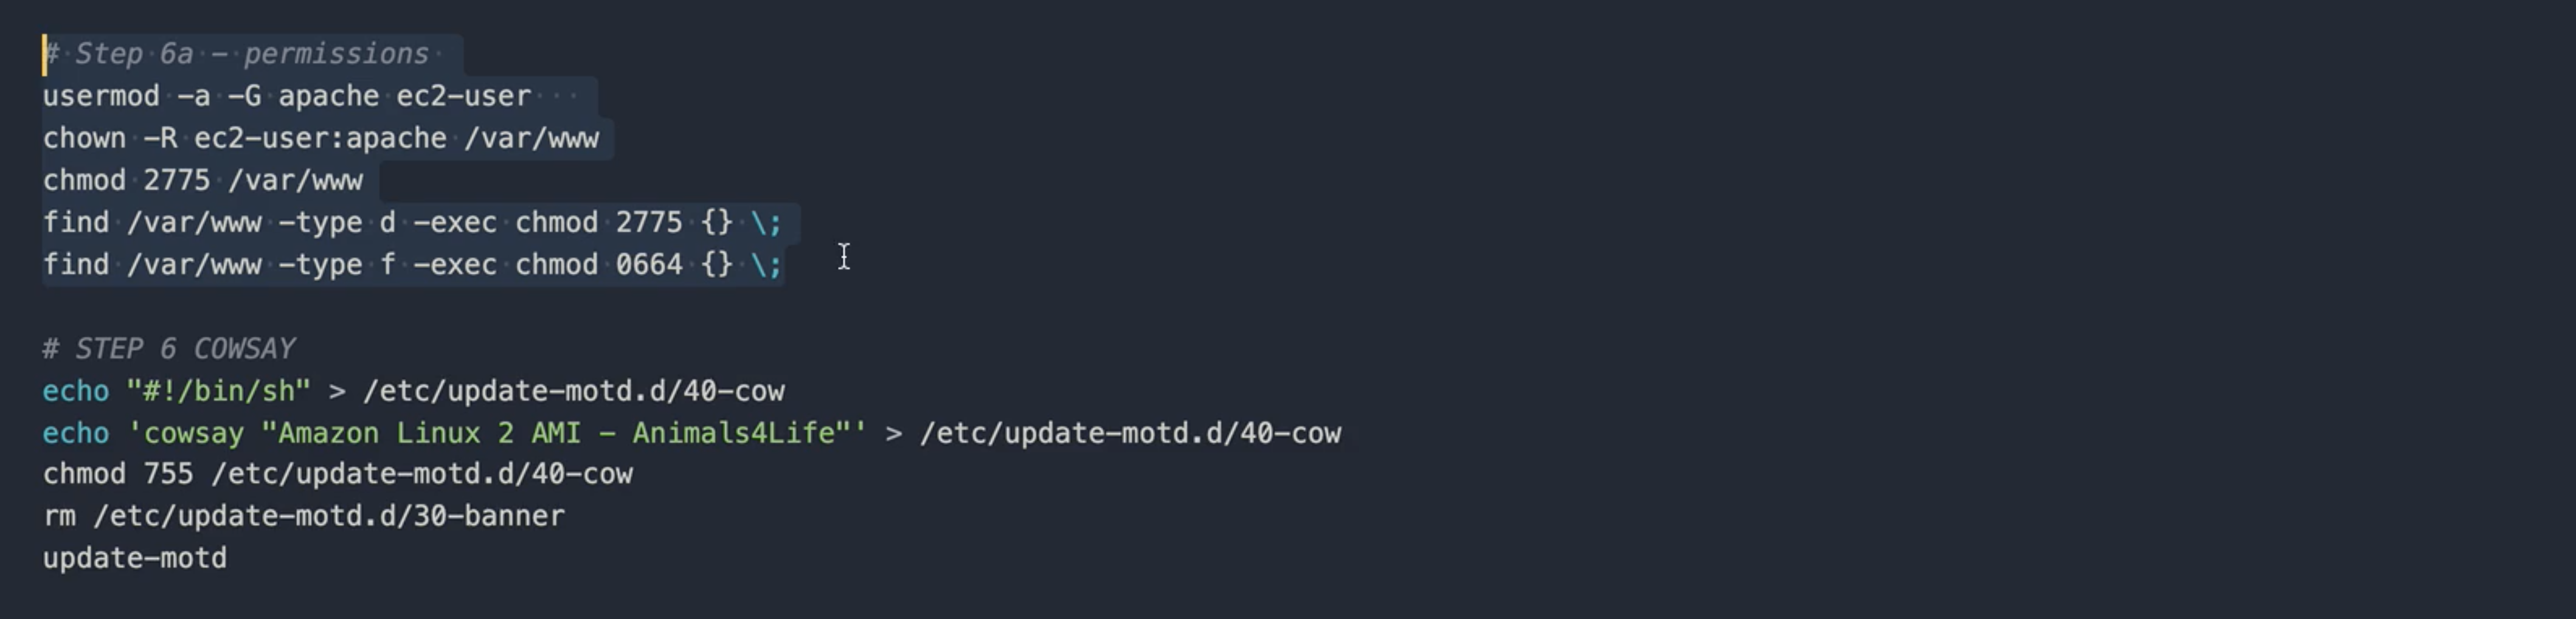 # Step 6a - permissions
usermod -a -G apache ec2-user
chown -R ec2-user:apache /var/www
chmod 2775 /var/www
find /var/www -type d -exec chmod 2775 {} \;
find /var/www -type f -exec chmod 0664 {} \;
# STEP 6 COWSAY
echo "#!/bin/sh" > /etc/update-motd.d/40-cow
echo 'cowsay "Amazon Linux 2 AMI - Animals4Life"' > /etc/update-motd.d/40-cow
chmod 755 /etc/update-motd.d/40-cow
rm /etc/update-motd.d/30-banner
update-motd